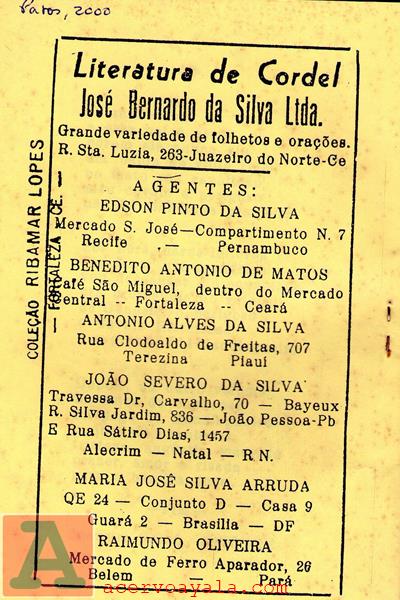 Patos, 2000
Literatura de Cordel
José Bernardo da Silva Ltda.
Grande variedade de folhetos e orações.
R. Sta. Luzia, 263-Juazeiro do Norte-Ce
AGENTES:
EDSON PINTO DA SILVA
Mercado S. José—Compartimento N. 7
Recife — Pernambuco
BENEDITO ANTONIO DE MATOS
Café São Miguel, dentro do Mercado
Central -- Fortaleza -- Ceará
ANTONIO ALVES DA SILVA
Rua Clodoaldo de Freitas, 707
Terezina Piaui
JOÃO SEVERO DA SILVA
Travessa Dr, Carvalho, 70 — Bayeux
R. Silva Jardim, 836 — João Pessoa-Pb
E Rua Sátiro Dias, 1457
Alecrim — Natal — R N.
MARIA JOSÉ SILVA ARRUDA
QE 24 — Conjunto D — Casa 9
Guará 2 — Brasilia — DF
RAIMUNDO OLIVEIRA
Mercado de Ferro Aparador, 26
Belem — Pará
COLEÇÃO RIBAMAR LOPES
FORTALEZA — CE. —
A
acervoayala.com